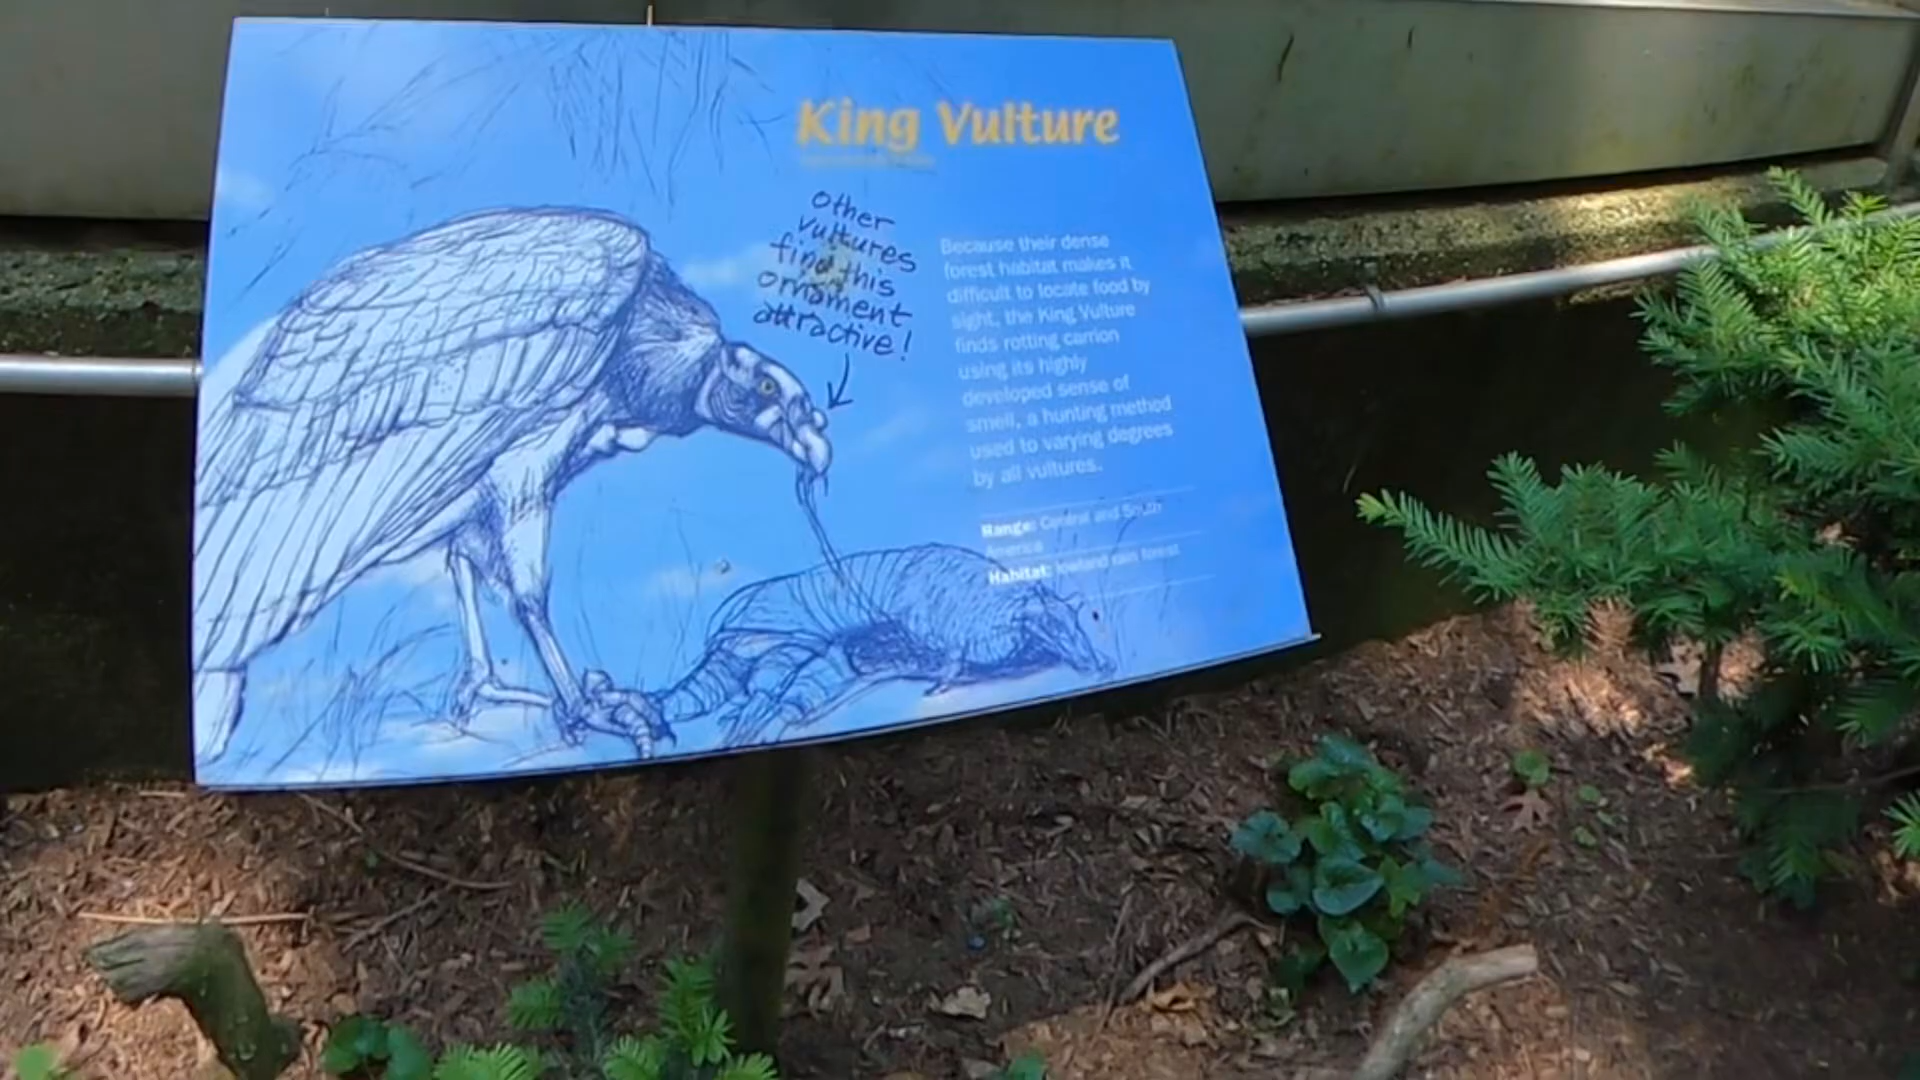 King Vulture
Other
vultures
find this
ornament
attractive!
Because their dense
forest habitat makes it
difficult to locate food by
sight, the King Vulture
finds rotting carrion
using its highly
developed sense of
smell, a hunting method
used to varying degrees
by all vultures.
Range: Central and South
America
Habitat: lowland rain forest